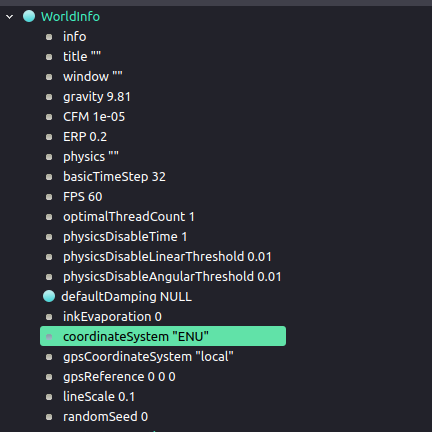 WorldInfo
info
title ""
window ""
gravity 9.81
CFM 1e-05
ERP 0.2
physics ""
basicTimeStep 32
FPS 60
optimalThreadCount 1
physicsDisableTime 1
physicsDisableLinearThreshold 0.01
physicsDisableAngularThreshold 0.01
defaultDamping NULL
inkEvaporation 0
coordinateSystem "ENU"
gpsCoordinateSystem "local"
gpsReference 0 0 0
lineScale 0.1
randomSeed 0